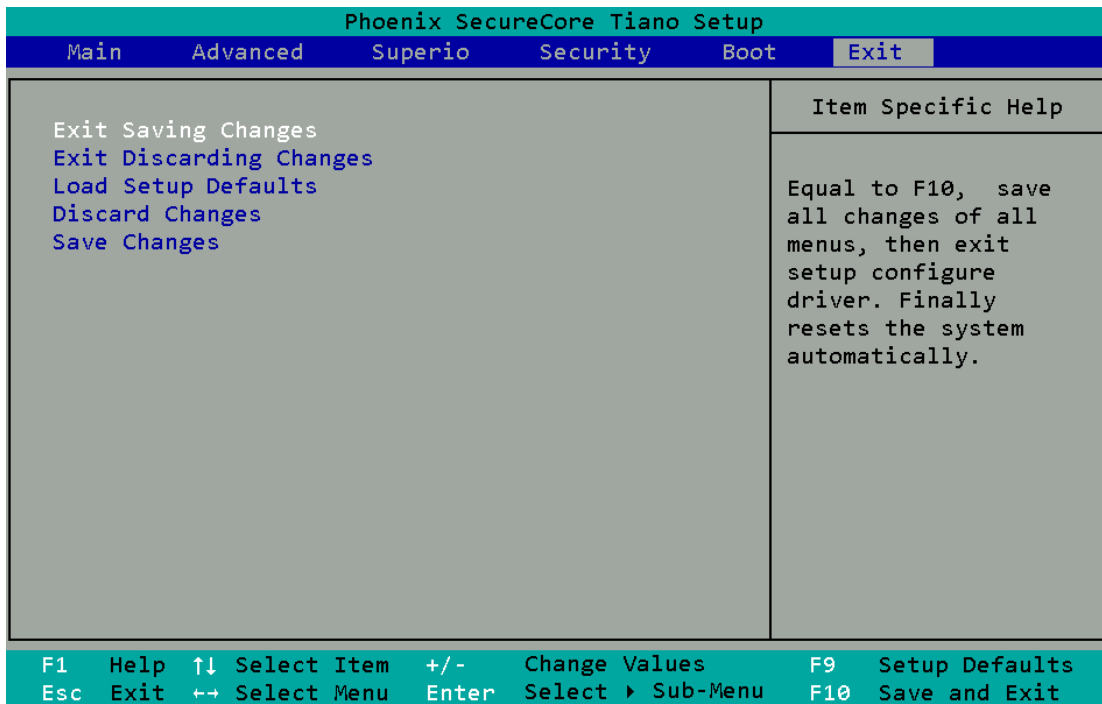 Phoenix SecureCore Tiano Setup
Main Advanced Superio Security Boot Exit
Exit Saving Changes
Exit Discarding Changes
Load Setup Defaults
Discard Changes
Save Changes
Item Specific Help
Equal to F10, save
all changes of all
menus, then exit
setup configure
driver. Finally
resets the system
automatically.
F1 Help ↑↓ Select Item +/- Change Values F9 Setup Defaults
Esc Exit ←→ Select Menu Enter Select ▸ Sub-Menu F10 Save and Exit